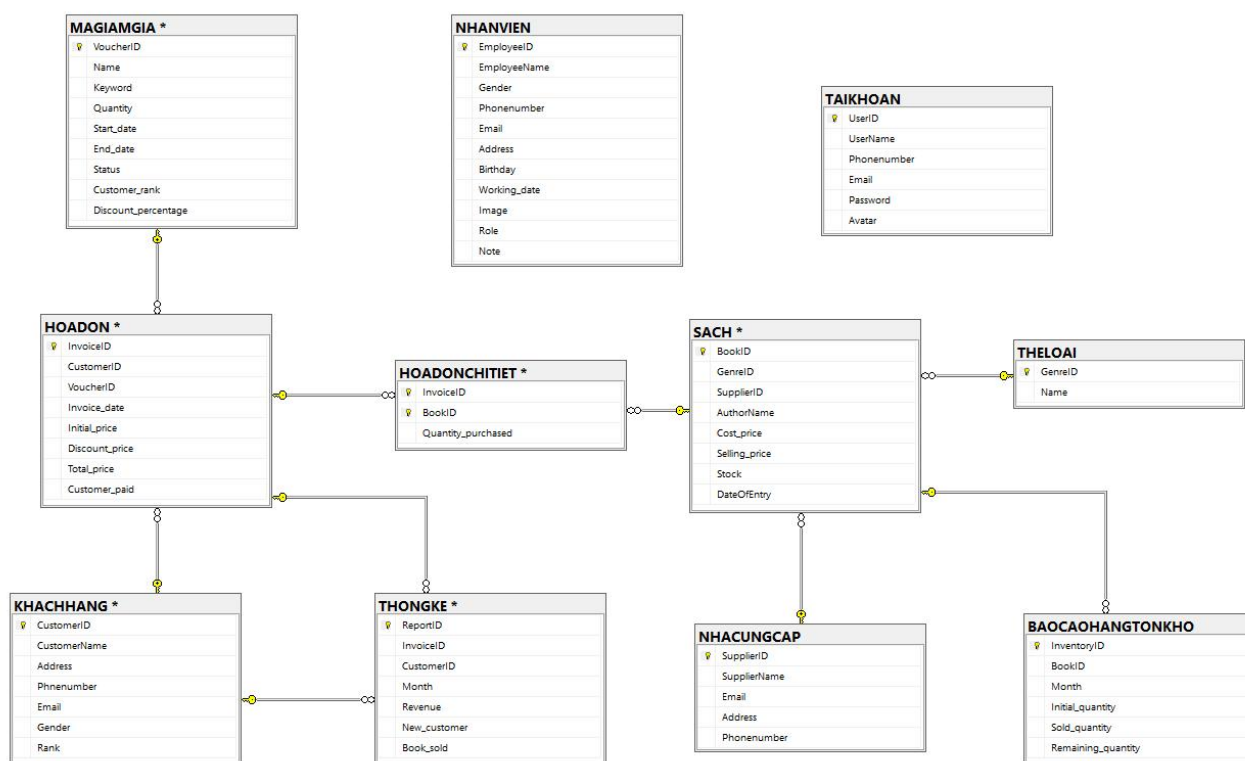 MAGIAMGIA *
VoucherID
Name
Keyword
Quantity
Start_date
End_date
Status
Customer_rank
Discount_percentage
NHANVIEN
EmployeeID
EmployeeName
Gender
Phonenumber
Email
Address
Birthday
Working_date
Image
Role
Note
TAIKHOAN
UserID
UserName
Phonenumber
Email
Password
Avatar
HOADON *
InvoiceID
CustomerID
VoucherID
Invoice_date
Initial_price
Discount_price
Total_price
Customer_paid
HOADONCHITIET *
InvoiceID
BookID
Quantity_purchased
SACH *
BookID
GenreID
SupplierID
AuthorName
Cost_price
Selling_price
Stock
DateOfEntry
THELOAI
GenreID
Name
KHACHHANG *
CustomerID
CustomerName
Address
Phnenumber
Email
Gender
Rank
THONGKE *
ReportID
InvoiceID
CustomerID
Month
Revenue
New_customer
Book_sold
NHACUNGCAP
SupplierID
SupplierName
Email
Address
Phonenumber
BAOCAOHANGTONKHO
InventoryID
BookID
Month
Initial_quantity
Sold_quantity
Remaining_quantity